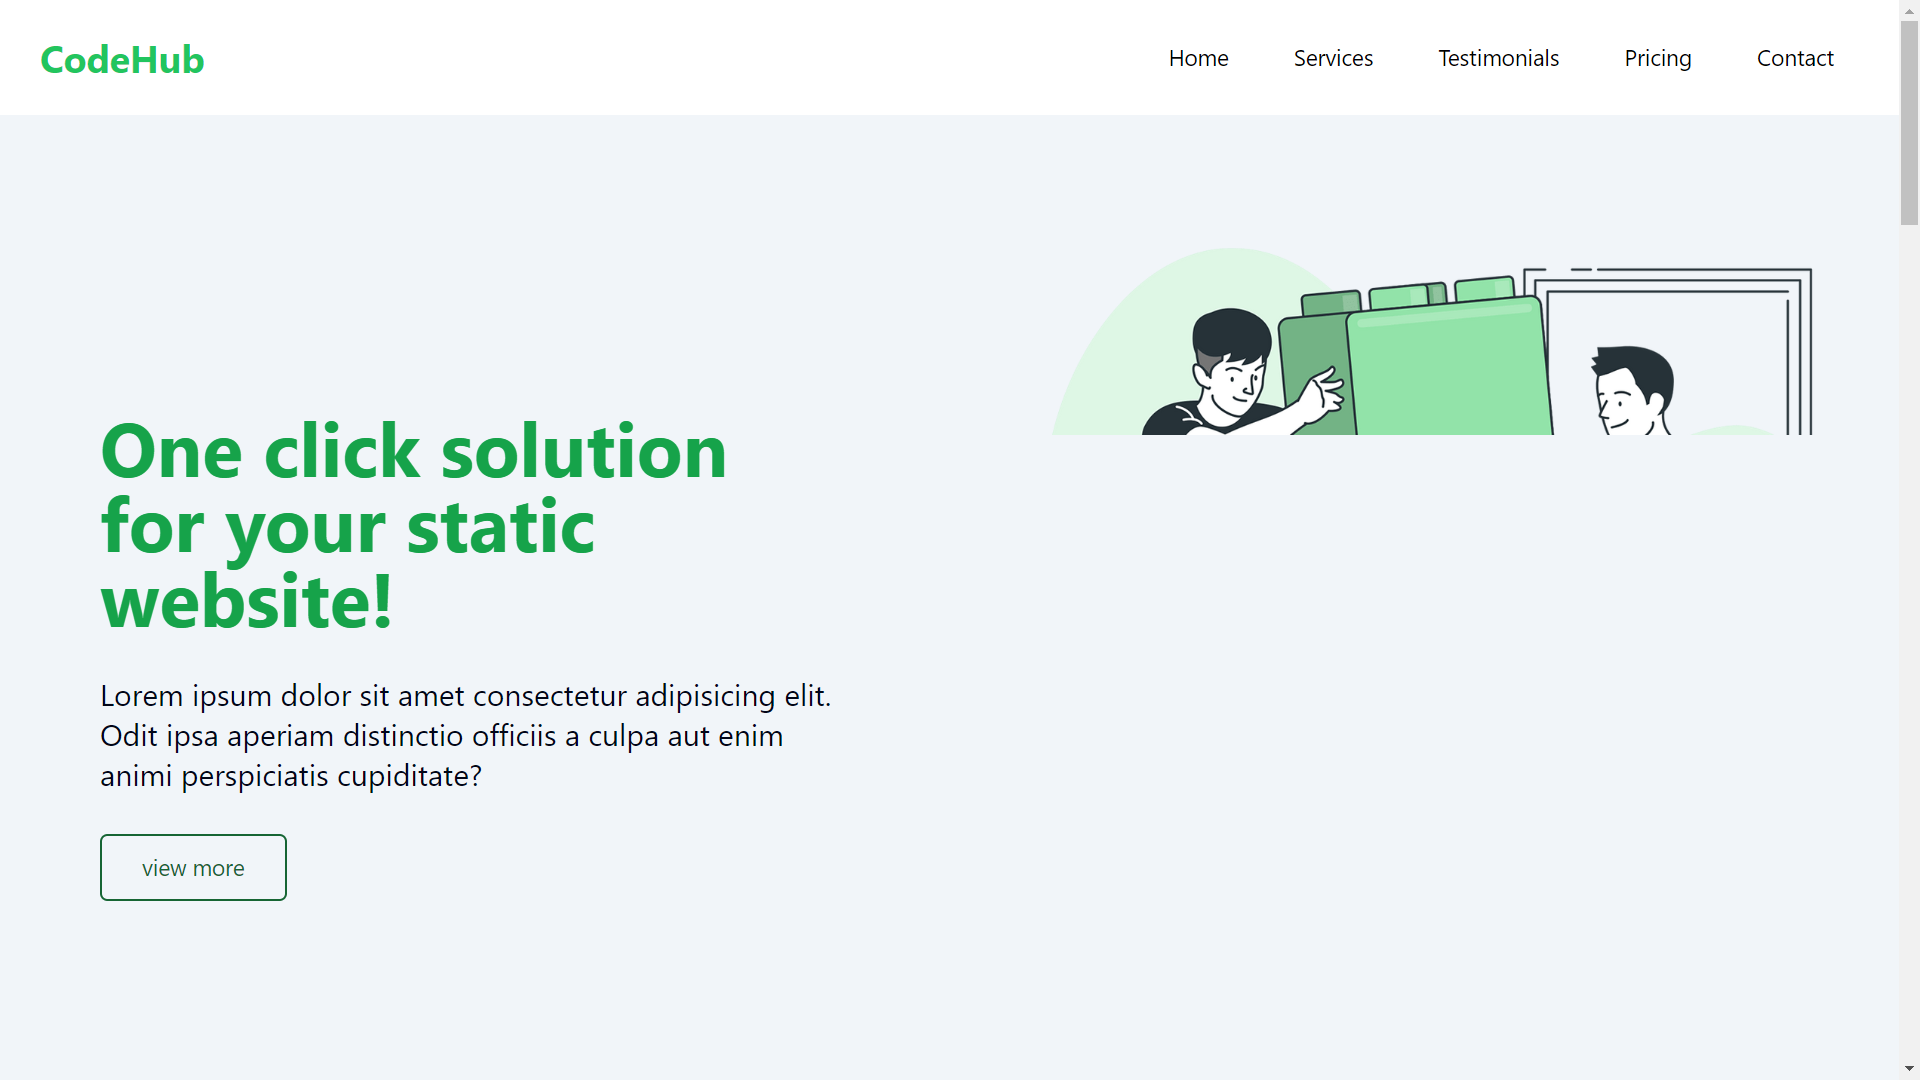 CodeHub
Home Services Testimonials Pricing Contact
One click solution
for your static
website!
Lorem ipsum dolor sit amet consectetur adipisicing elit.
Odit ipsa aperiam distinctio officiis a culpa aut enim
animi perspiciatis cupiditate?
view more